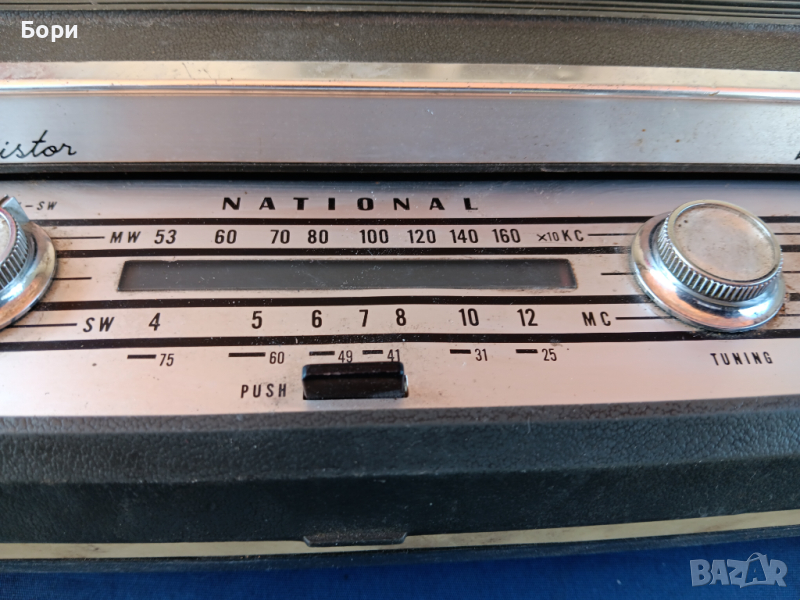 Бори
istor
-SW
NATIONAL
MW 53 60 70 80 100 120 140 160 x10 KC
SW 4 5 6 7 8 10 12 MC
75 60 49 41 31 25
TUNING
PUSH
BAZAR